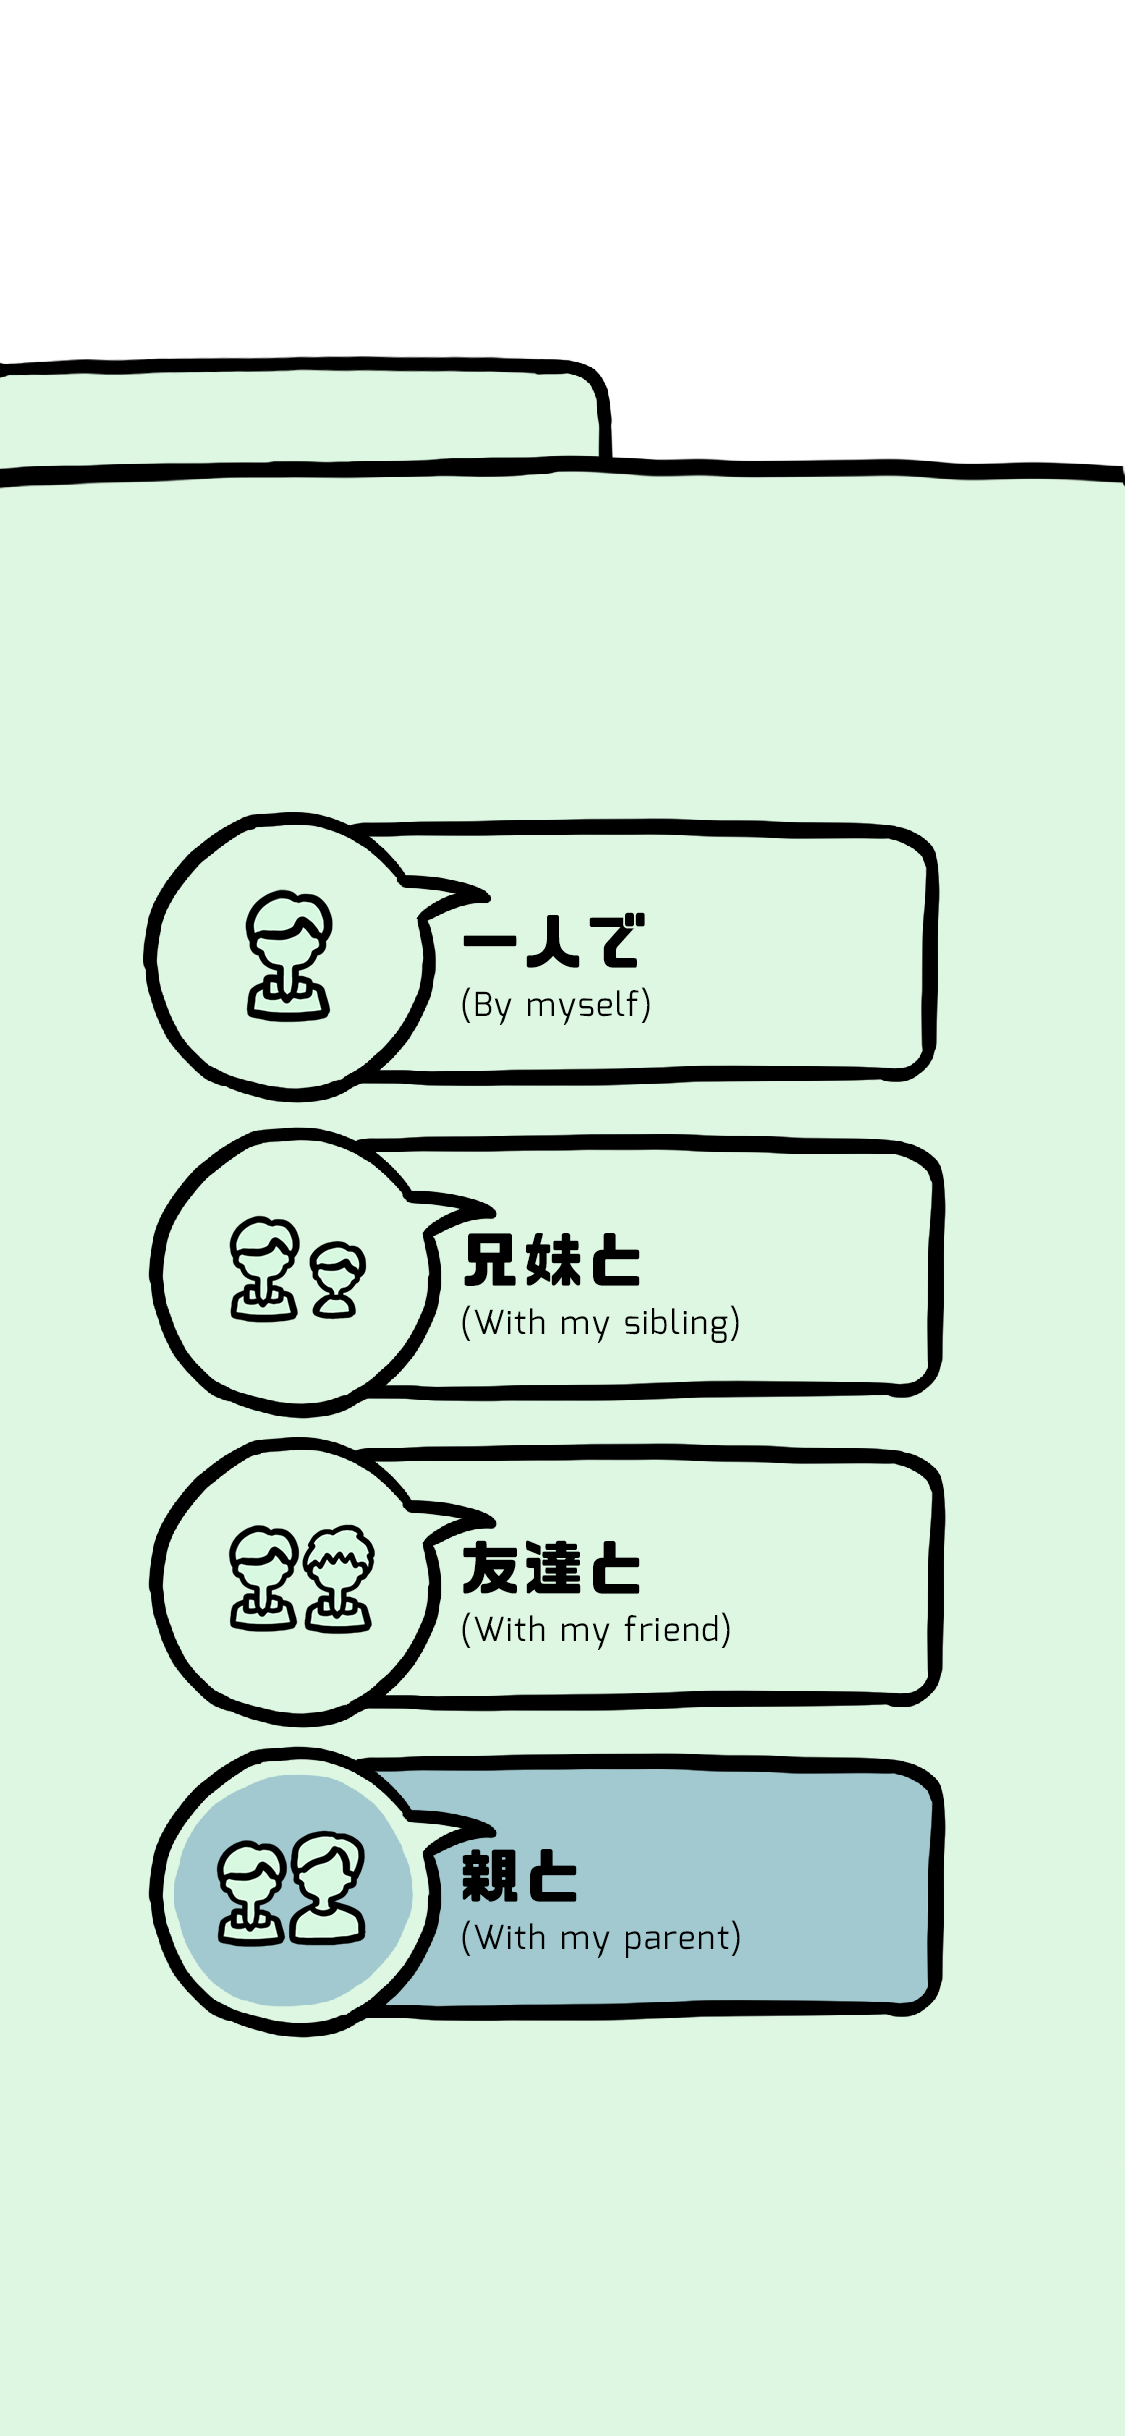 一人で
(By myself)
兄妹と
(With my sibling)
友達と
(With my friend)
親と
(With my parent)